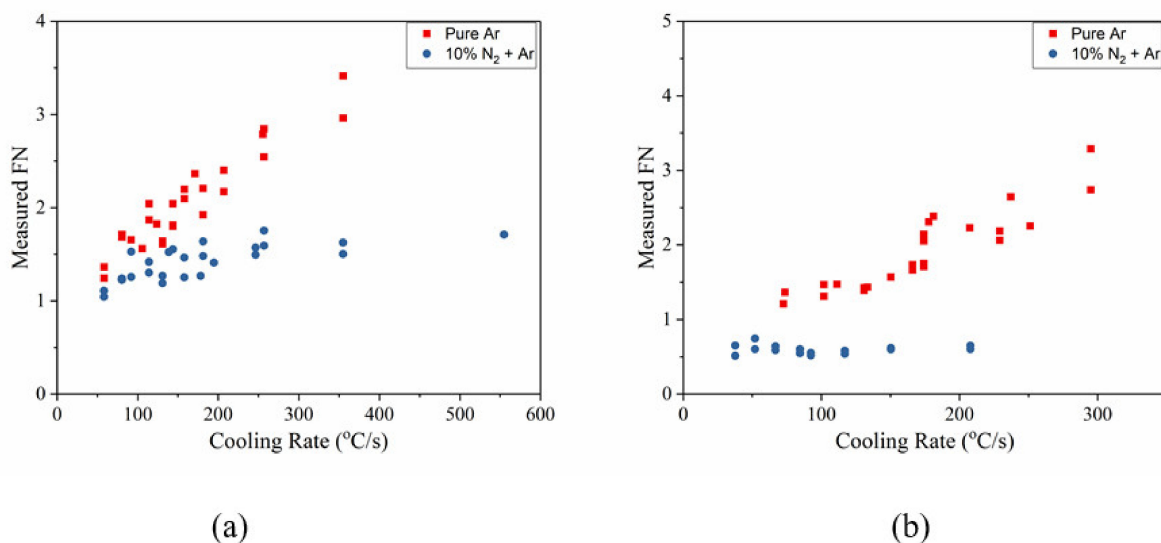 4
3
2
1
0
Measured FN
0 100 200 300 400 500 600
Cooling Rate (°C/s)
Pure Ar
10% N₂ + Ar
(a)
5
4
3
2
1
0
Measured FN
0 100 200 300
Cooling Rate (°C/s)
Pure Ar
10% N₂ + Ar
(b)